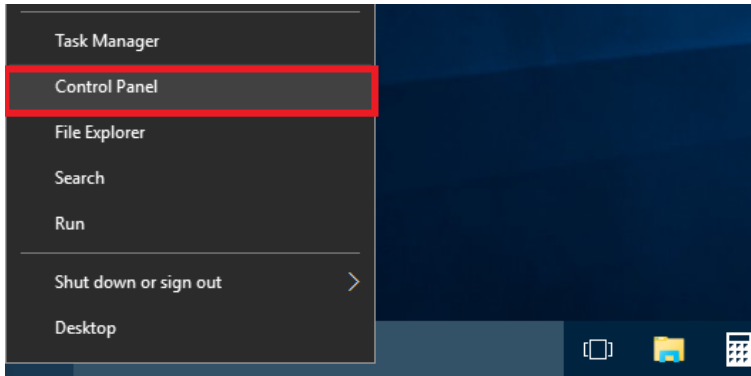 Task Manager
Control Panel
File Explorer
Search
Run
Shut down or sign out
Desktop